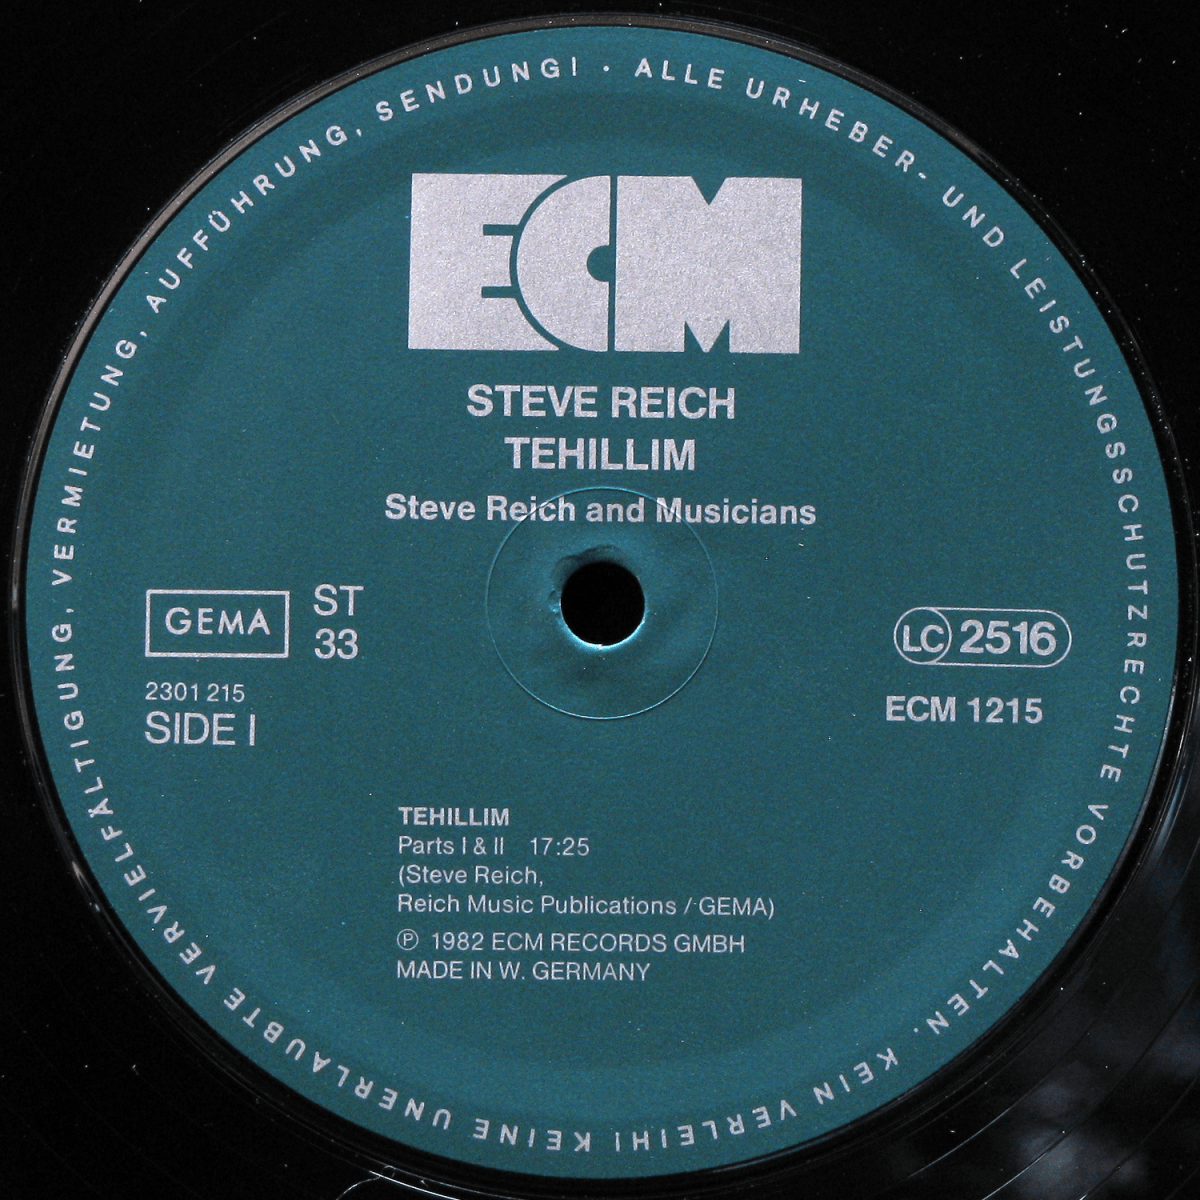 ALLE URHEBER- UND LEISTUNGSSCHUTZRECHTE VORBEHALTEN. KEIN VERLEIH! KEINE UNERLAUBTE VERVIELFÄLTIGUNG, VERMIETUNG, AUFFÜHRUNG, SENDUNG! ·
ECM
STEVE REICH
TEHILLIM
Steve Reich and Musicians
GEMA
ST
33
2301 215
SIDE I
LC 2516
ECM 1215
TEHILLIM
Parts I & II 17:25
(Steve Reich,
Reich Music Publications / GEMA)
℗ 1982 ECM RECORDS GMBH
MADE IN W. GERMANY